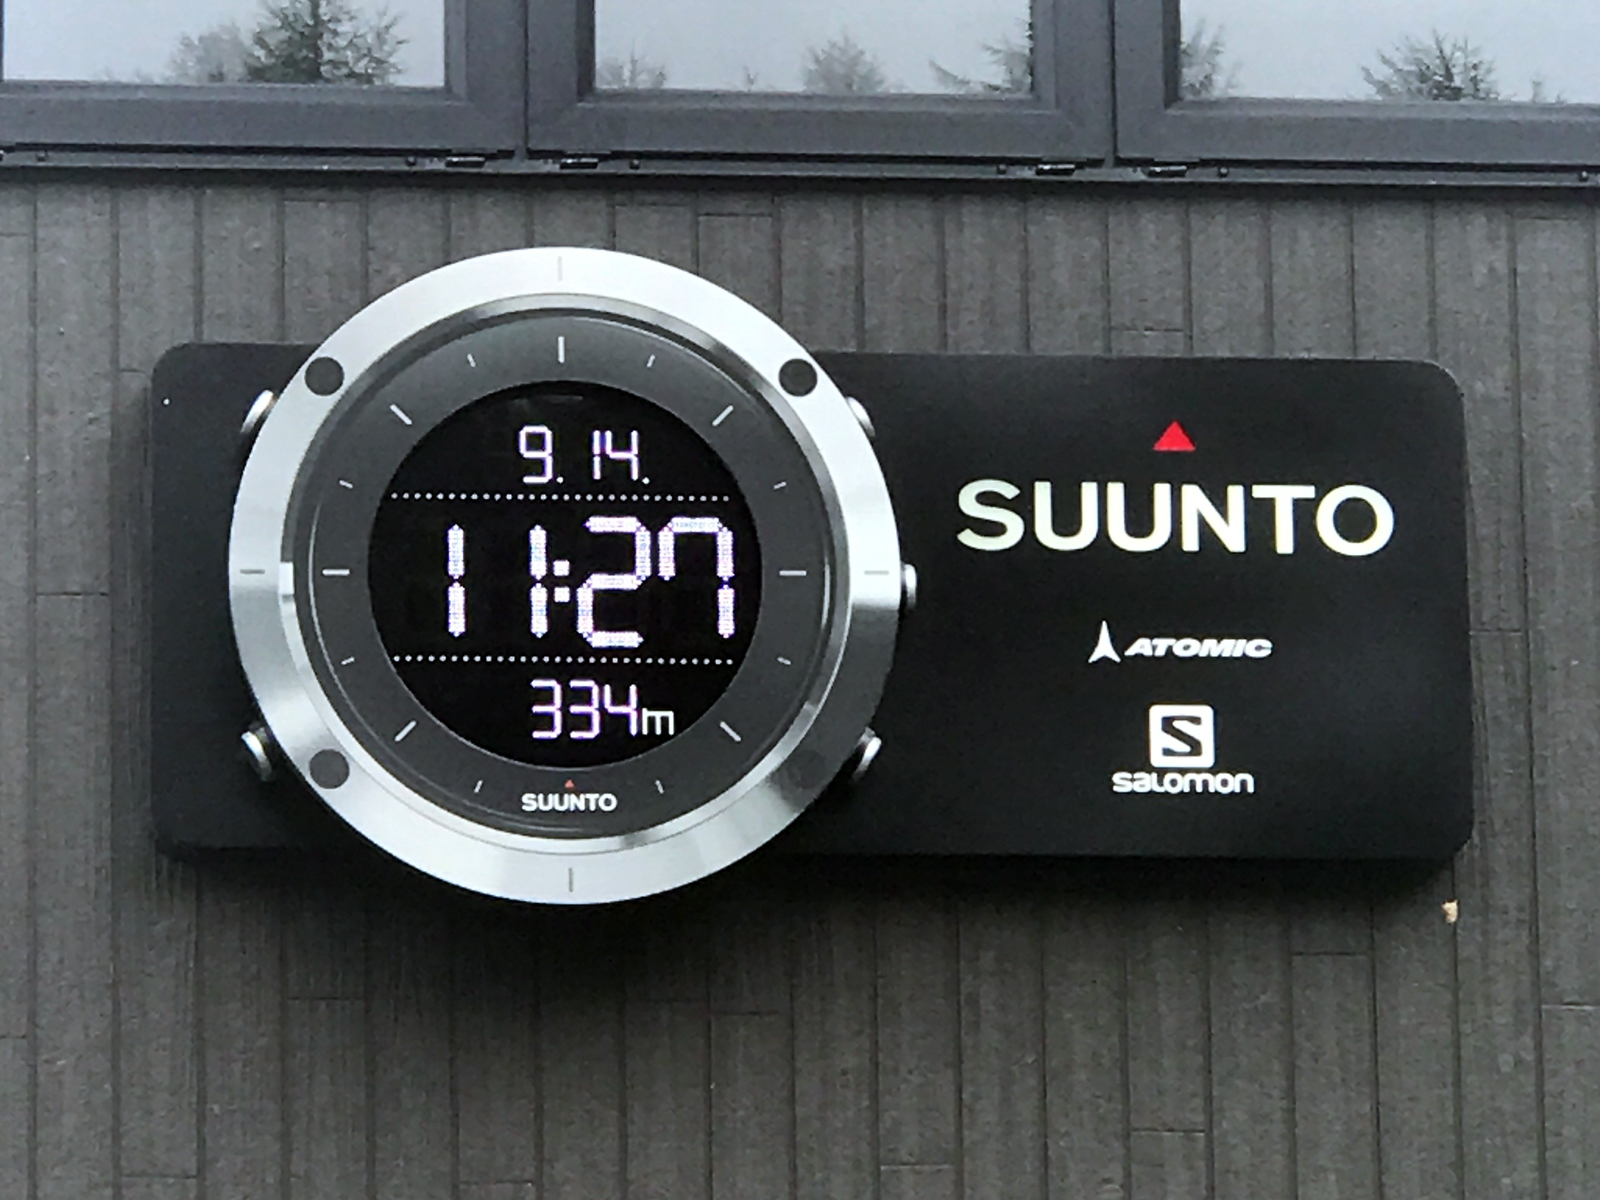 9. 14.
11:27
334m
SUUNTO
SUUNTO
ATOMIC
S
salomon